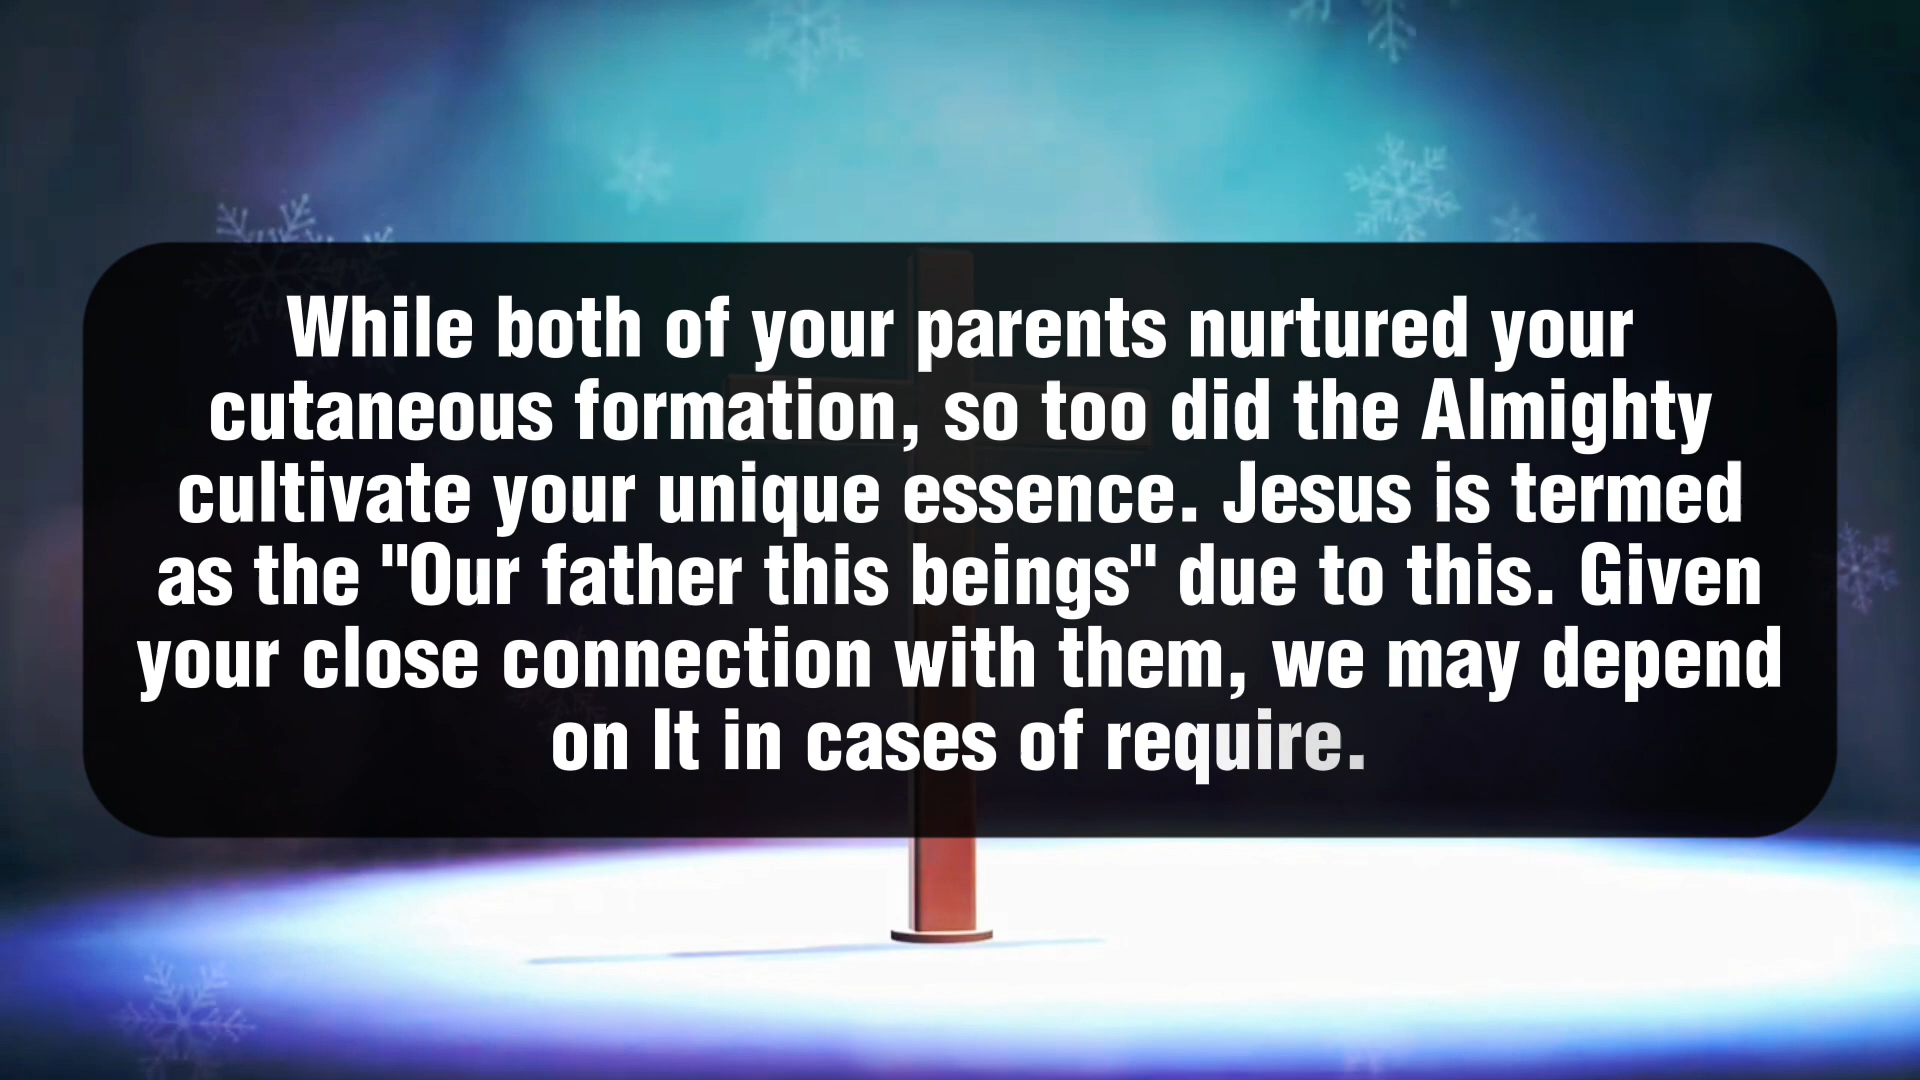 While both of your parents nurtured your
cutaneous formation, so too did the Almighty
cultivate your unique essence. Jesus is termed
as the "Our father this beings" due to this. Given
your close connection with them, we may depend
on It in cases of require.